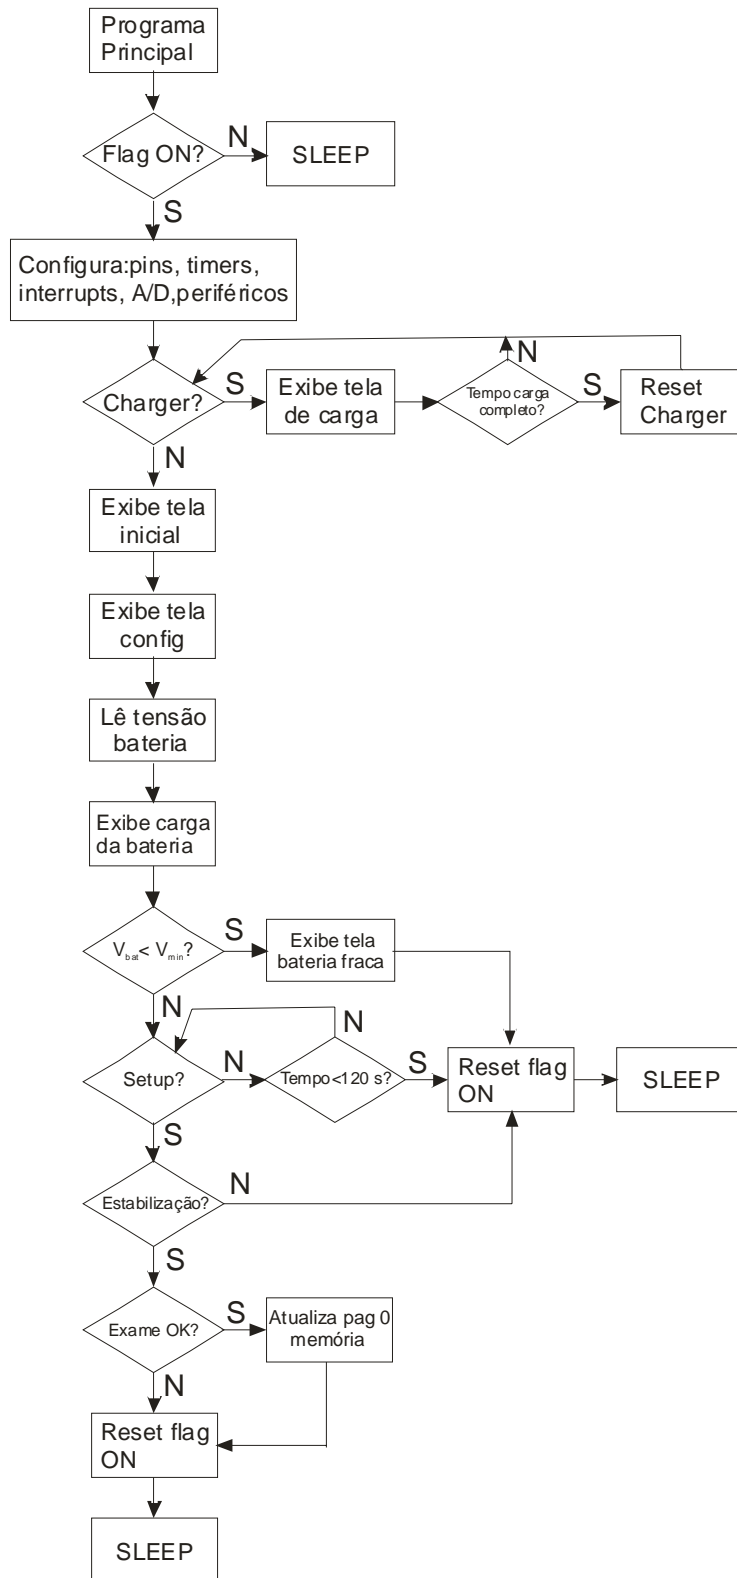 Programa
Principal
Flag ON?
N
SLEEP
S
Configura:pins, timers,
interrupts, A/D,periféricos
Charger?
S
Exibe tela
de carga
N
Tempo carga
completo?
S
Reset
Charger
N
Exibe tela
inicial
Exibe tela
config
Lê tensão
bateria
Exibe carga
da bateria
Vbat< Vmin?
S
Exibe tela
bateria fraca
N
Setup?
N
N
Tempo<120 s?
S
Reset flag
ON
SLEEP
S
Estabilização?
N
S
Exame OK?
S
Atualiza pag 0
memória
N
Reset flag
ON
SLEEP